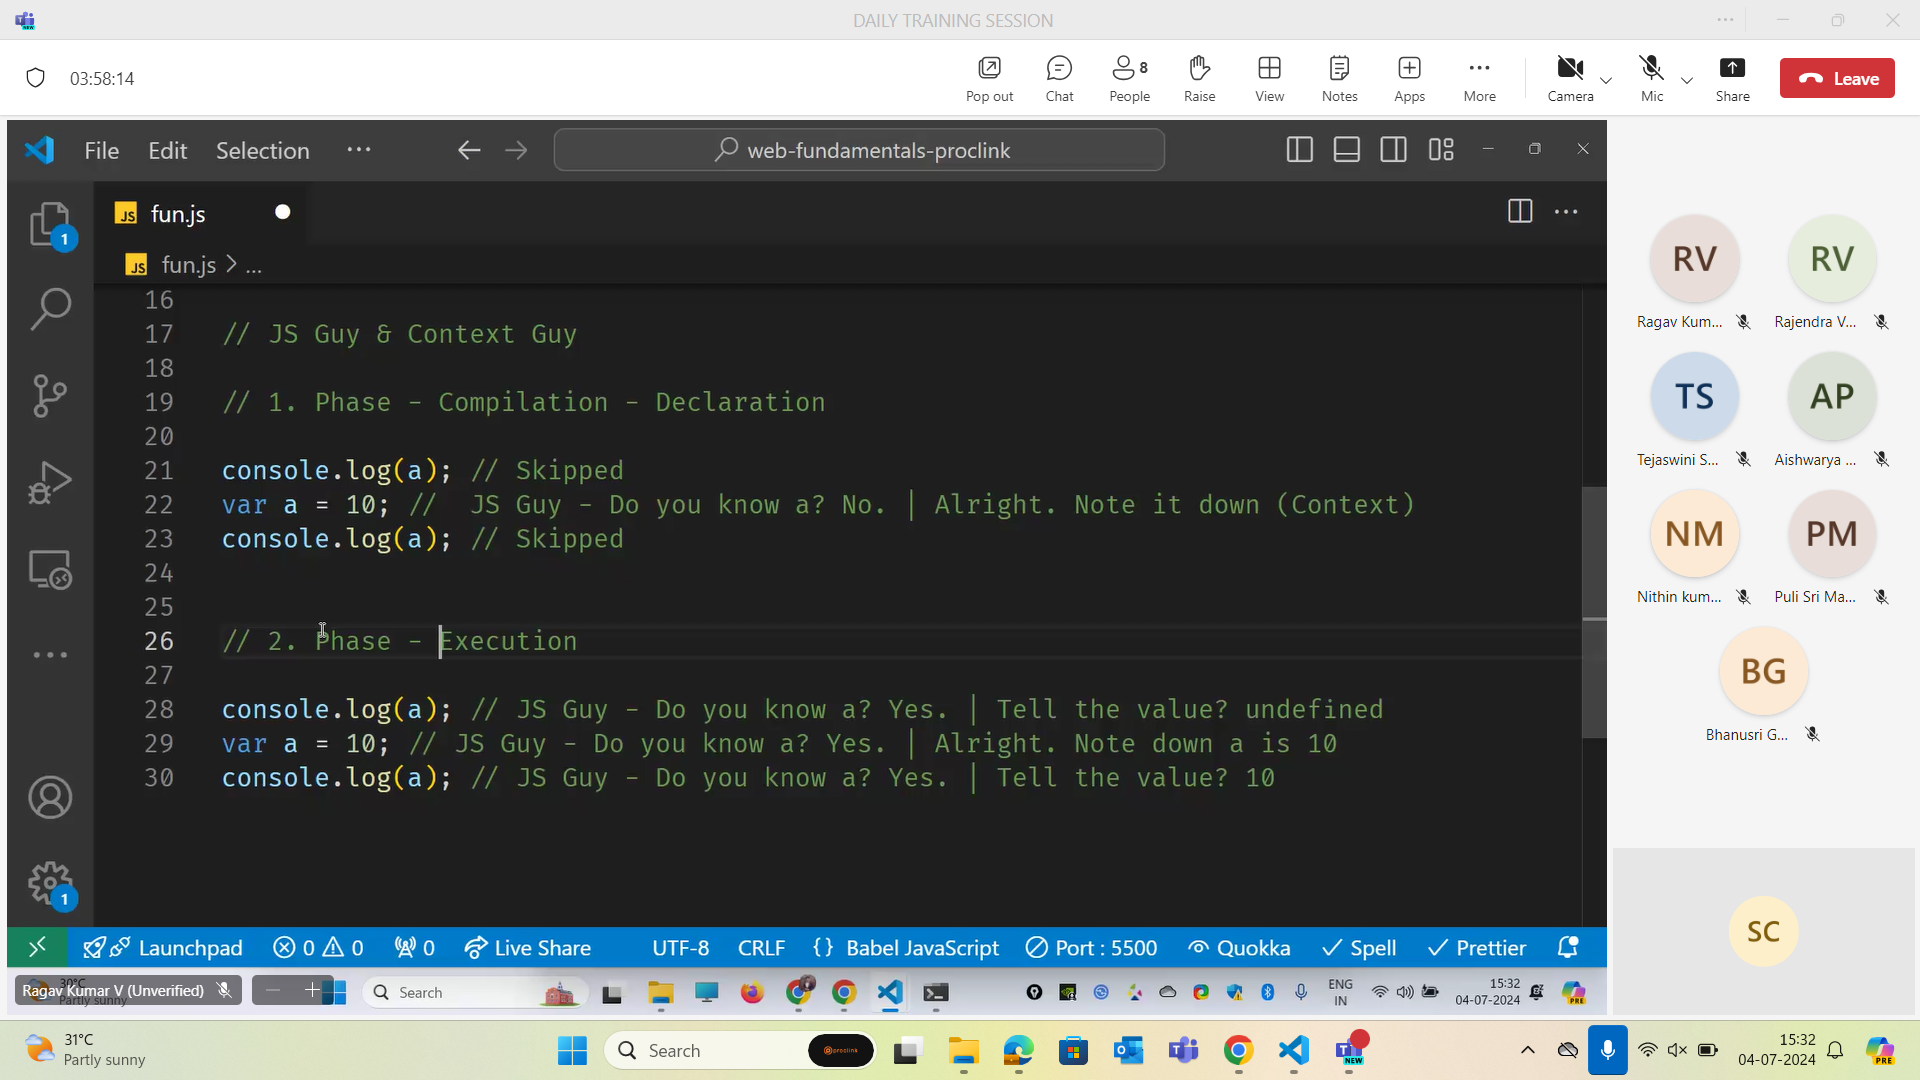 DAILY TRAINING SESSION
03:58:14
Pop out
Chat
8
People
Raise
View
Notes
Apps
More
Camera
Mic
Share
Leave
File Edit Selection
web-fundamentals-proclink
JS fun.js
JS fun.js > ...
16
17 // JS Guy & Context Guy
18
19 // 1. Phase - Compilation - Declaration
20
21 console.log(a); // Skipped
22 var a = 10; //  JS Guy - Do you know a? No. | Alright. Note it down (Context)
23 console.log(a); // Skipped
24
25
26 // 2. Phase - Execution
27
28 console.log(a); // JS Guy - Do you know a? Yes. | Tell the value? undefined
29 var a = 10; // JS Guy - Do you know a? Yes. | Alright. Note down a is 10
30 console.log(a); // JS Guy - Do you know a? Yes. | Tell the value? 10
1
1
Launchpad 0 0 0 Live Share UTF-8 CRLF {} Babel JavaScript Port : 5500 Quokka Spell Prettier
RV
Ragav Kum...
RV
Rajendra V...
TS
Tejaswini S...
AP
Aishwarya ...
NM
Nithin kum...
PM
Puli Sri Ma...
BG
Bhanusri G...
SC
30°C
Partly sunny
Ragav Kumar V (Unverified)
Search
ENG
IN
15:32
04-07-2024
PRE
31°C
Partly sunny
Search
proclink
NEW
15:32
04-07-2024
PRE